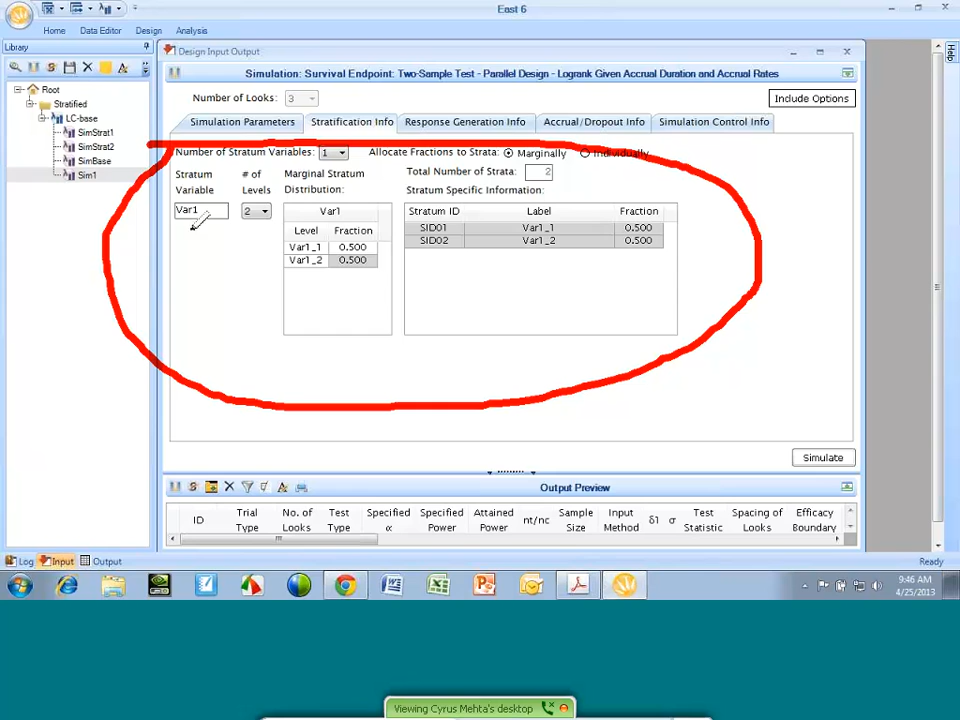 East 6
Home Data Editor Design Analysis
Library
Design Input Output
Help
Simulation: Survival Endpoint: Two-Sample Test - Parallel Design - Logrank Given Accrual Duration and Accrual Rates
Number of Looks: 3
Include Options
Root
Stratified
LC-base
SimStrat1
SimStrat2
SimBase
Sim1
Simulation Parameters Stratification Info Response Generation Info Accrual/Dropout Info Simulation Control Info
Number of Stratum Variables: 1 Allocate Fractions to Strata: Marginally Individually
Stratum Variable
# of Levels
Marginal Stratum Distribution:
Total Number of Strata: 2
Stratum Specific Information:
Var1 2
Var1
Level Fraction
Var1_1 0.500
Var1_2 0.500
Stratum ID Label Fraction
SID01 Var1_1 0.500
SID02 Var1_2 0.500
Simulate
Output Preview
ID Trial Type No. of Looks Test Type Specified α Specified Power Attained Power nt/nc Sample Size Input Method δ1 σ Test Statistic Spacing of Looks Efficacy Boundary
Log Input Output
Ready
9:46 AM
4/25/2013
Viewing Cyrus Mehta's desktop